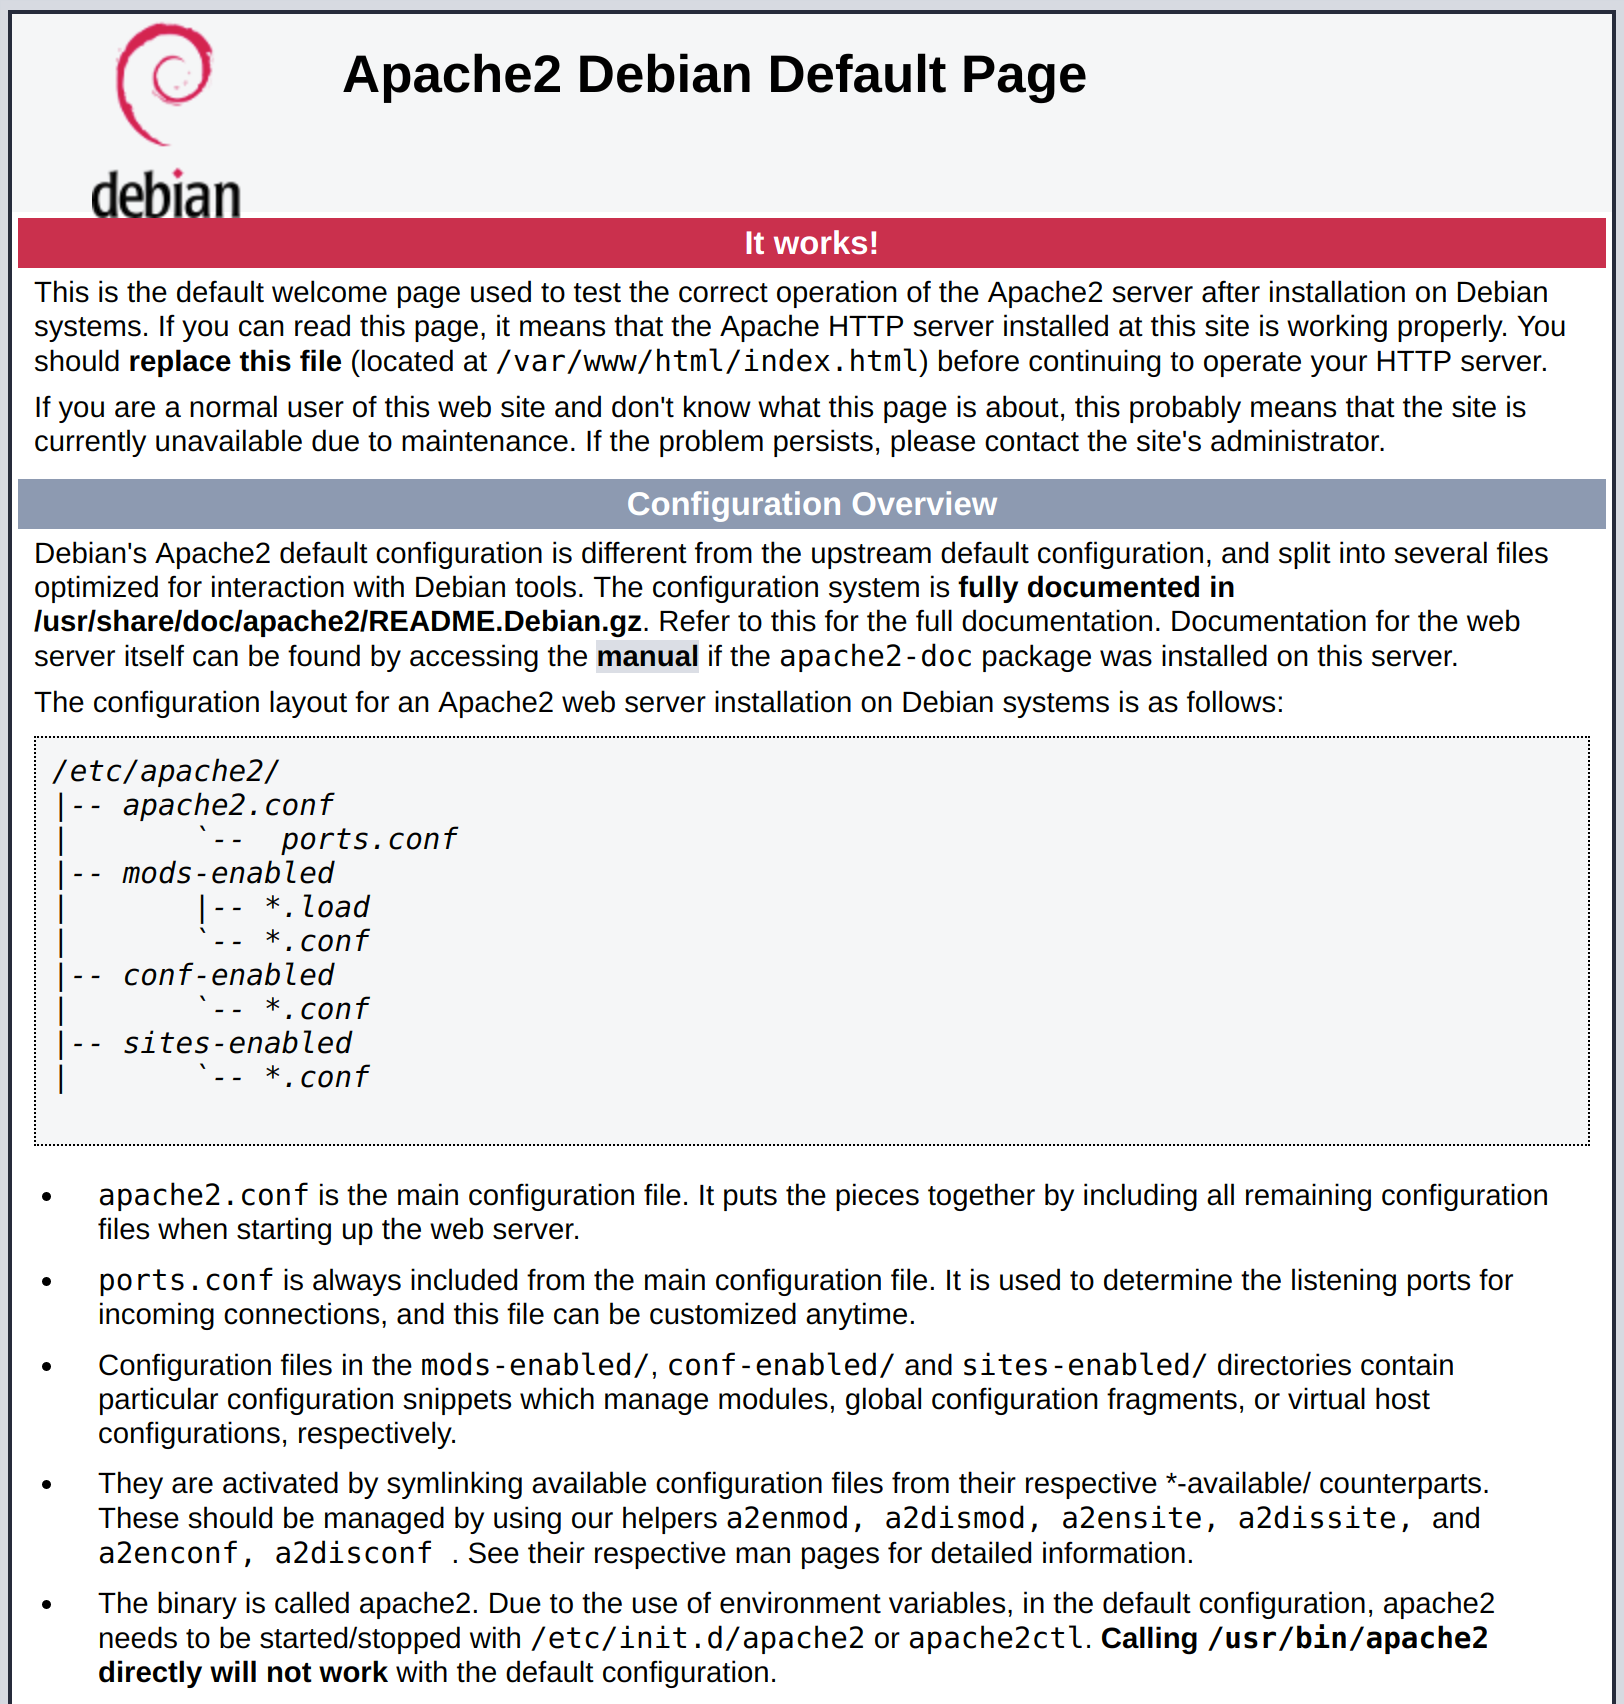 debian
Apache2 Debian Default Page
It works!
This is the default welcome page used to test the correct operation of the Apache2 server after installation on Debian
systems. If you can read this page, it means that the Apache HTTP server installed at this site is working properly. You
should replace this file (located at /var/www/html/index.html) before continuing to operate your HTTP server.
If you are a normal user of this web site and don't know what this page is about, this probably means that the site is
currently unavailable due to maintenance. If the problem persists, please contact the site's administrator.
Configuration Overview
Debian's Apache2 default configuration is different from the upstream default configuration, and split into several files
optimized for interaction with Debian tools. The configuration system is fully documented in
/usr/share/doc/apache2/README.Debian.gz. Refer to this for the full documentation. Documentation for the web
server itself can be found by accessing the manual if the apache2-doc package was installed on this server.
The configuration layout for an Apache2 web server installation on Debian systems is as follows:
/etc/apache2/
|-- apache2.conf
|       `--  ports.conf
|-- mods-enabled
|       |-- *.load
|       `-- *.conf
|-- conf-enabled
|       `-- *.conf
|-- sites-enabled
|       `-- *.conf
• apache2.conf is the main configuration file. It puts the pieces together by including all remaining configuration
files when starting up the web server.
• ports.conf is always included from the main configuration file. It is used to determine the listening ports for
incoming connections, and this file can be customized anytime.
• Configuration files in the mods-enabled/, conf-enabled/ and sites-enabled/ directories contain
particular configuration snippets which manage modules, global configuration fragments, or virtual host
configurations, respectively.
• They are activated by symlinking available configuration files from their respective *-available/ counterparts.
These should be managed by using our helpers a2enmod, a2dismod, a2ensite, a2dissite, and
a2enconf, a2disconf . See their respective man pages for detailed information.
• The binary is called apache2. Due to the use of environment variables, in the default configuration, apache2
needs to be started/stopped with /etc/init.d/apache2 or apache2ctl. Calling /usr/bin/apache2
directly will not work with the default configuration.